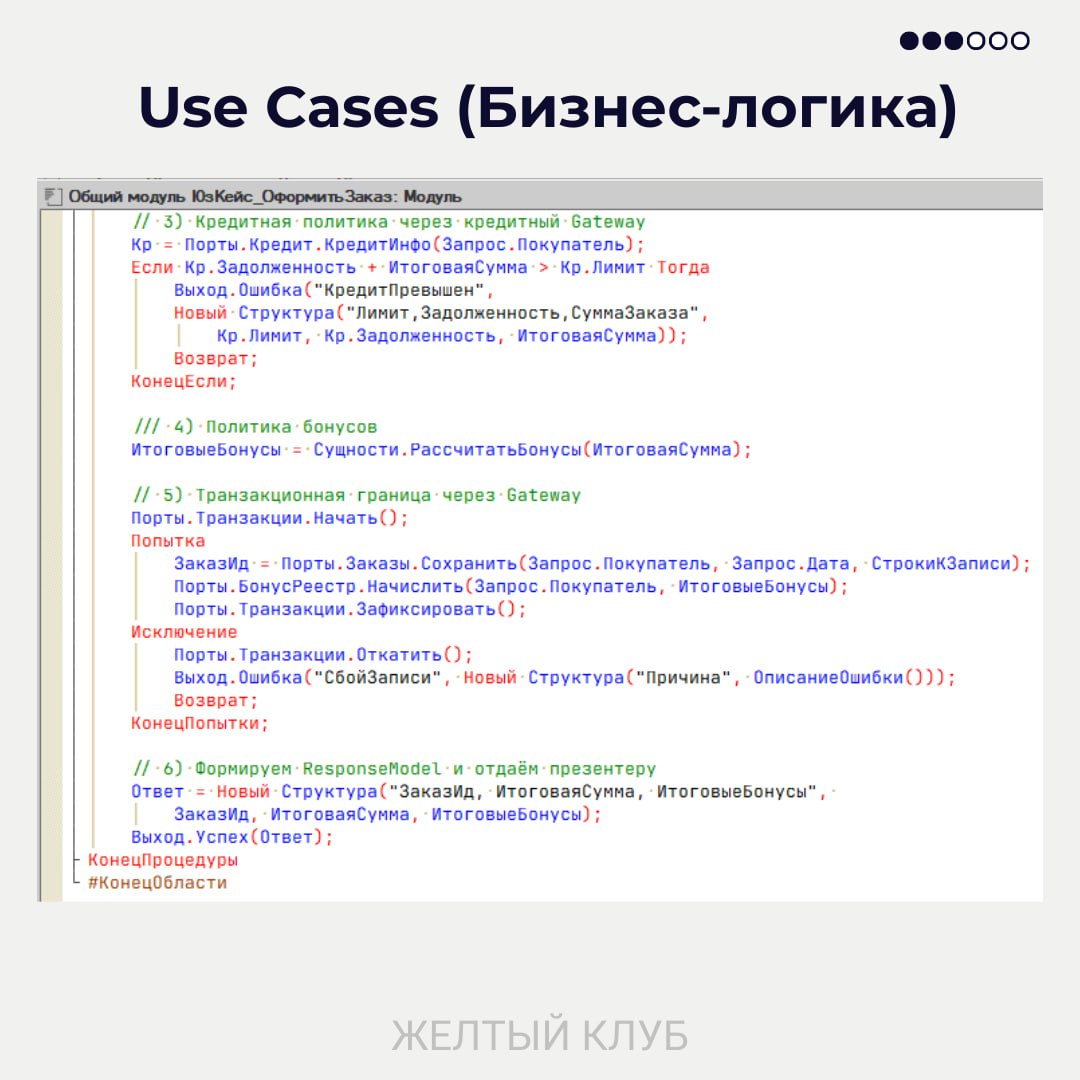 Use Cases (Бизнес-логика)
Общий модуль ЮзКейс_ОформитьЗаказ: Модуль
// 3) Кредитная политика через кредитный Gateway
Кр = Порты.Кредит.КредитИнфо(Запрос.Покупатель);
Если Кр.Задолженность + ИтоговаяСумма > Кр.Лимит Тогда
Выход.Ошибка("КредитПревышен",
Новый Структура("Лимит,Задолженность,СуммаЗаказа",
Кр.Лимит, Кр.Задолженность, ИтоговаяСумма));
Возврат;
КонецЕсли;
/// 4) Политика бонусов
ИтоговыеБонусы = Сущности.РассчитатьБонусы(ИтоговаяСумма);
// 5) Транзакционная граница через Gateway
Порты.Транзакции.Начать();
Попытка
ЗаказИд = Порты.Заказы.Сохранить(Запрос.Покупатель, Запрос.Дата, СтрокиКЗаписи);
Порты.БонусРеестр.Начислить(Запрос.Покупатель, ИтоговыеБонусы);
Порты.Транзакции.Зафиксировать();
Исключение
Порты.Транзакции.Откатить();
Выход.Ошибка("СбойЗаписи", Новый Структура("Причина", ОписаниеОшибки()));
Возврат;
КонецПопытки;
// 6) Формируем ResponseModel и отдаём презентеру
Ответ = Новый Структура("ЗаказИд, ИтоговаяСумма, ИтоговыеБонусы",
ЗаказИд, ИтоговаяСумма, ИтоговыеБонусы);
Выход.Успех(Ответ);
КонецПроцедуры
#КонецОбласти
ЖЕЛТЫЙ КЛУБ